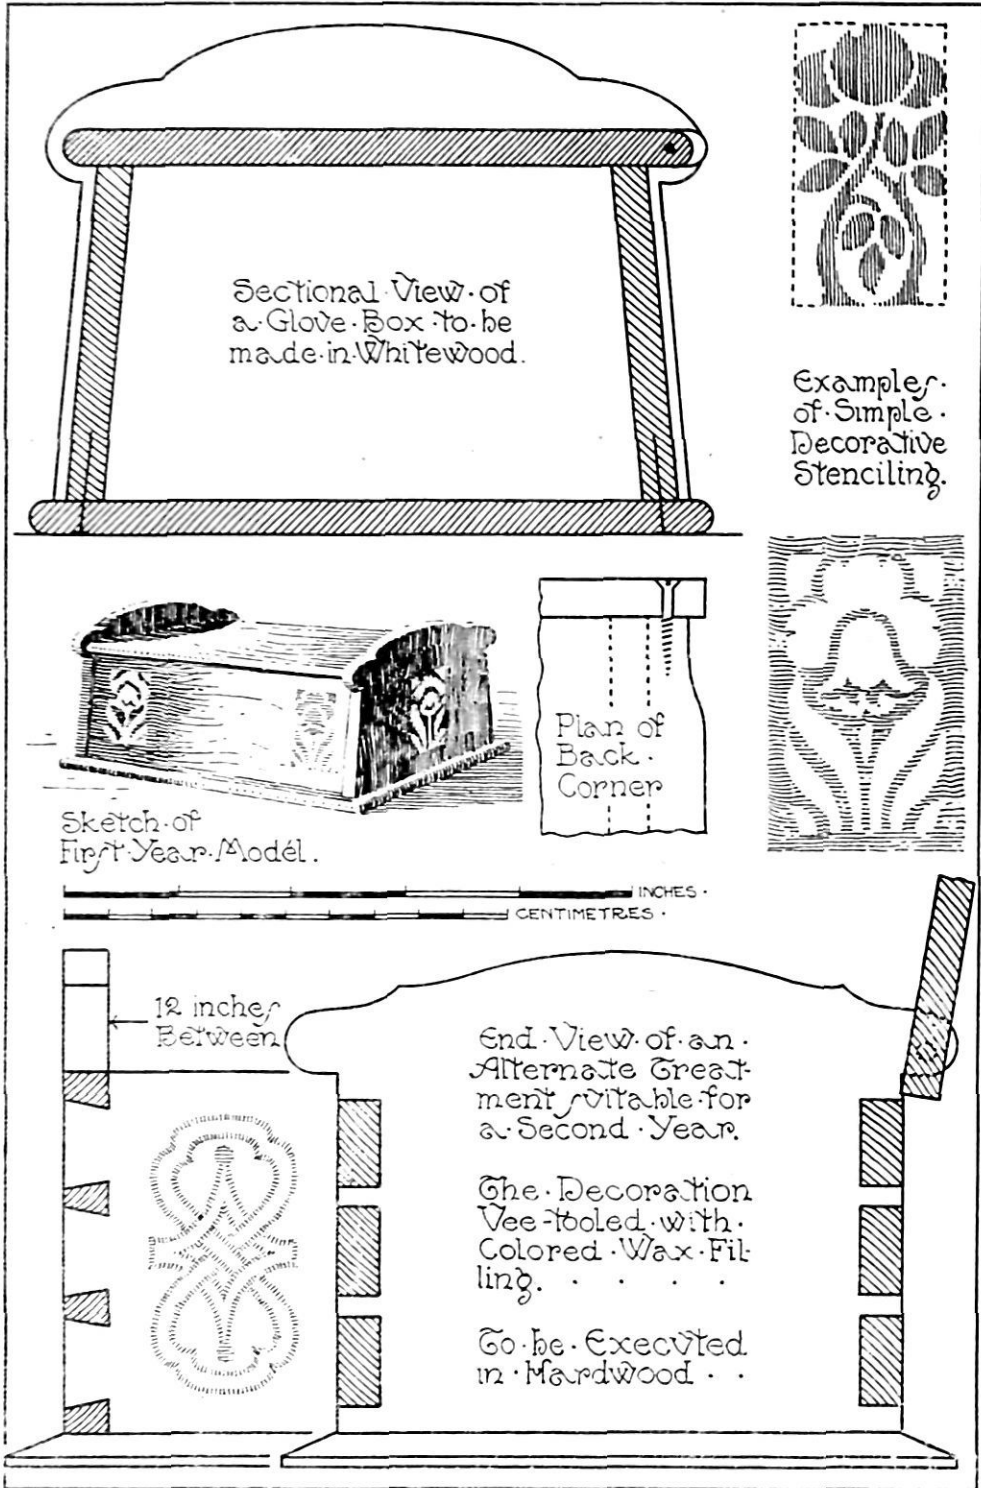 Sectional·View·of
a·Glove·Box·to·be
made·in·Whitewood.
Examples·
of·Simple·
Decorative
Stenciling.
Plan of
Back·
Corner
Sketch·of
First·Year·Model.
INCHES·
CENTIMETRES·
12 inches
Between
End·View·of·an·
Alternate Treat-
ment suitable·for
a·Second·Year.
The·Decoration
Vee-tooled·with·
Colored·Wax·Fil-
ling. · · · ·
To·be·Executed
in·Hardwood · ·